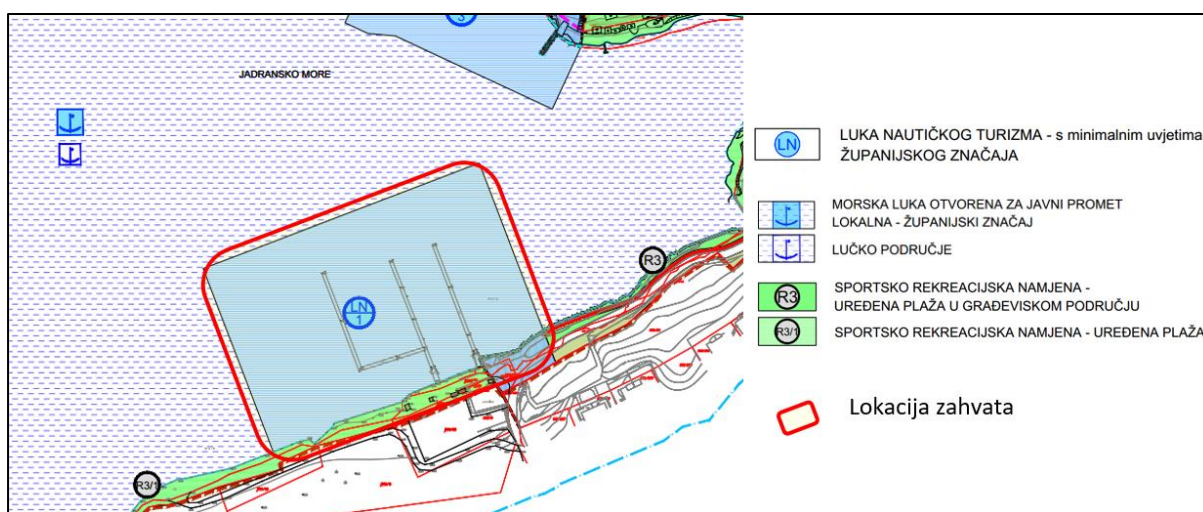 3
JADRANSKO MORE
LN
1
R3
R3/1
LN
LUKA NAUTIČKOG TURIZMA - s minimalnim uvjetima
ŽUPANIJSKOG ZNAČAJA
MORSKA LUKA OTVORENA ZA JAVNI PROMET
LOKALNA - ŽUPANIJSKI ZNAČAJ
LUČKO PODRUČJE
R3
SPORTSKO REKREACIJSKA NAMJENA -
UREĐENA PLAŽA U GRAĐEVISKOM PODRUČJU
R3/1
SPORTSKO REKREACIJSKA NAMJENA - UREĐENA PLAŽA
Lokacija zahvata